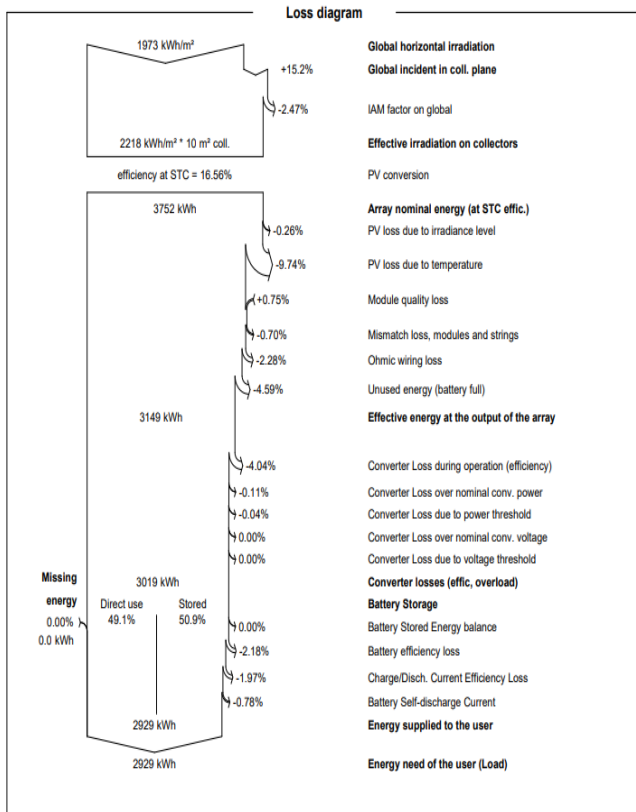 Loss diagram
1973 kWh/m² Global horizontal irradiation
+15.2% Global incident in coll. plane
-2.47% IAM factor on global
2218 kWh/m² * 10 m² coll. Effective irradiation on collectors
efficiency at STC = 16.56% PV conversion
3752 kWh Array nominal energy (at STC effic.)
-0.26% PV loss due to irradiance level
-9.74% PV loss due to temperature
+0.75% Module quality loss
-0.70% Mismatch loss, modules and strings
-2.28% Ohmic wiring loss
-4.59% Unused energy (battery full)
3149 kWh Effective energy at the output of the array
-4.04% Converter Loss during operation (efficiency)
-0.11% Converter Loss over nominal conv. power
-0.04% Converter Loss due to power threshold
0.00% Converter Loss over nominal conv. voltage
0.00% Converter Loss due to voltage threshold
Missing 3019 kWh Converter losses (effic, overload)
energy Direct use Stored Battery Storage
0.00% 49.1% 50.9% 0.00% Battery Stored Energy balance
0.0 kWh
-2.18% Battery efficiency loss
-1.97% Charge/Disch. Current Efficiency Loss
-0.78% Battery Self-discharge Current
2929 kWh Energy supplied to the user
2929 kWh Energy need of the user (Load)